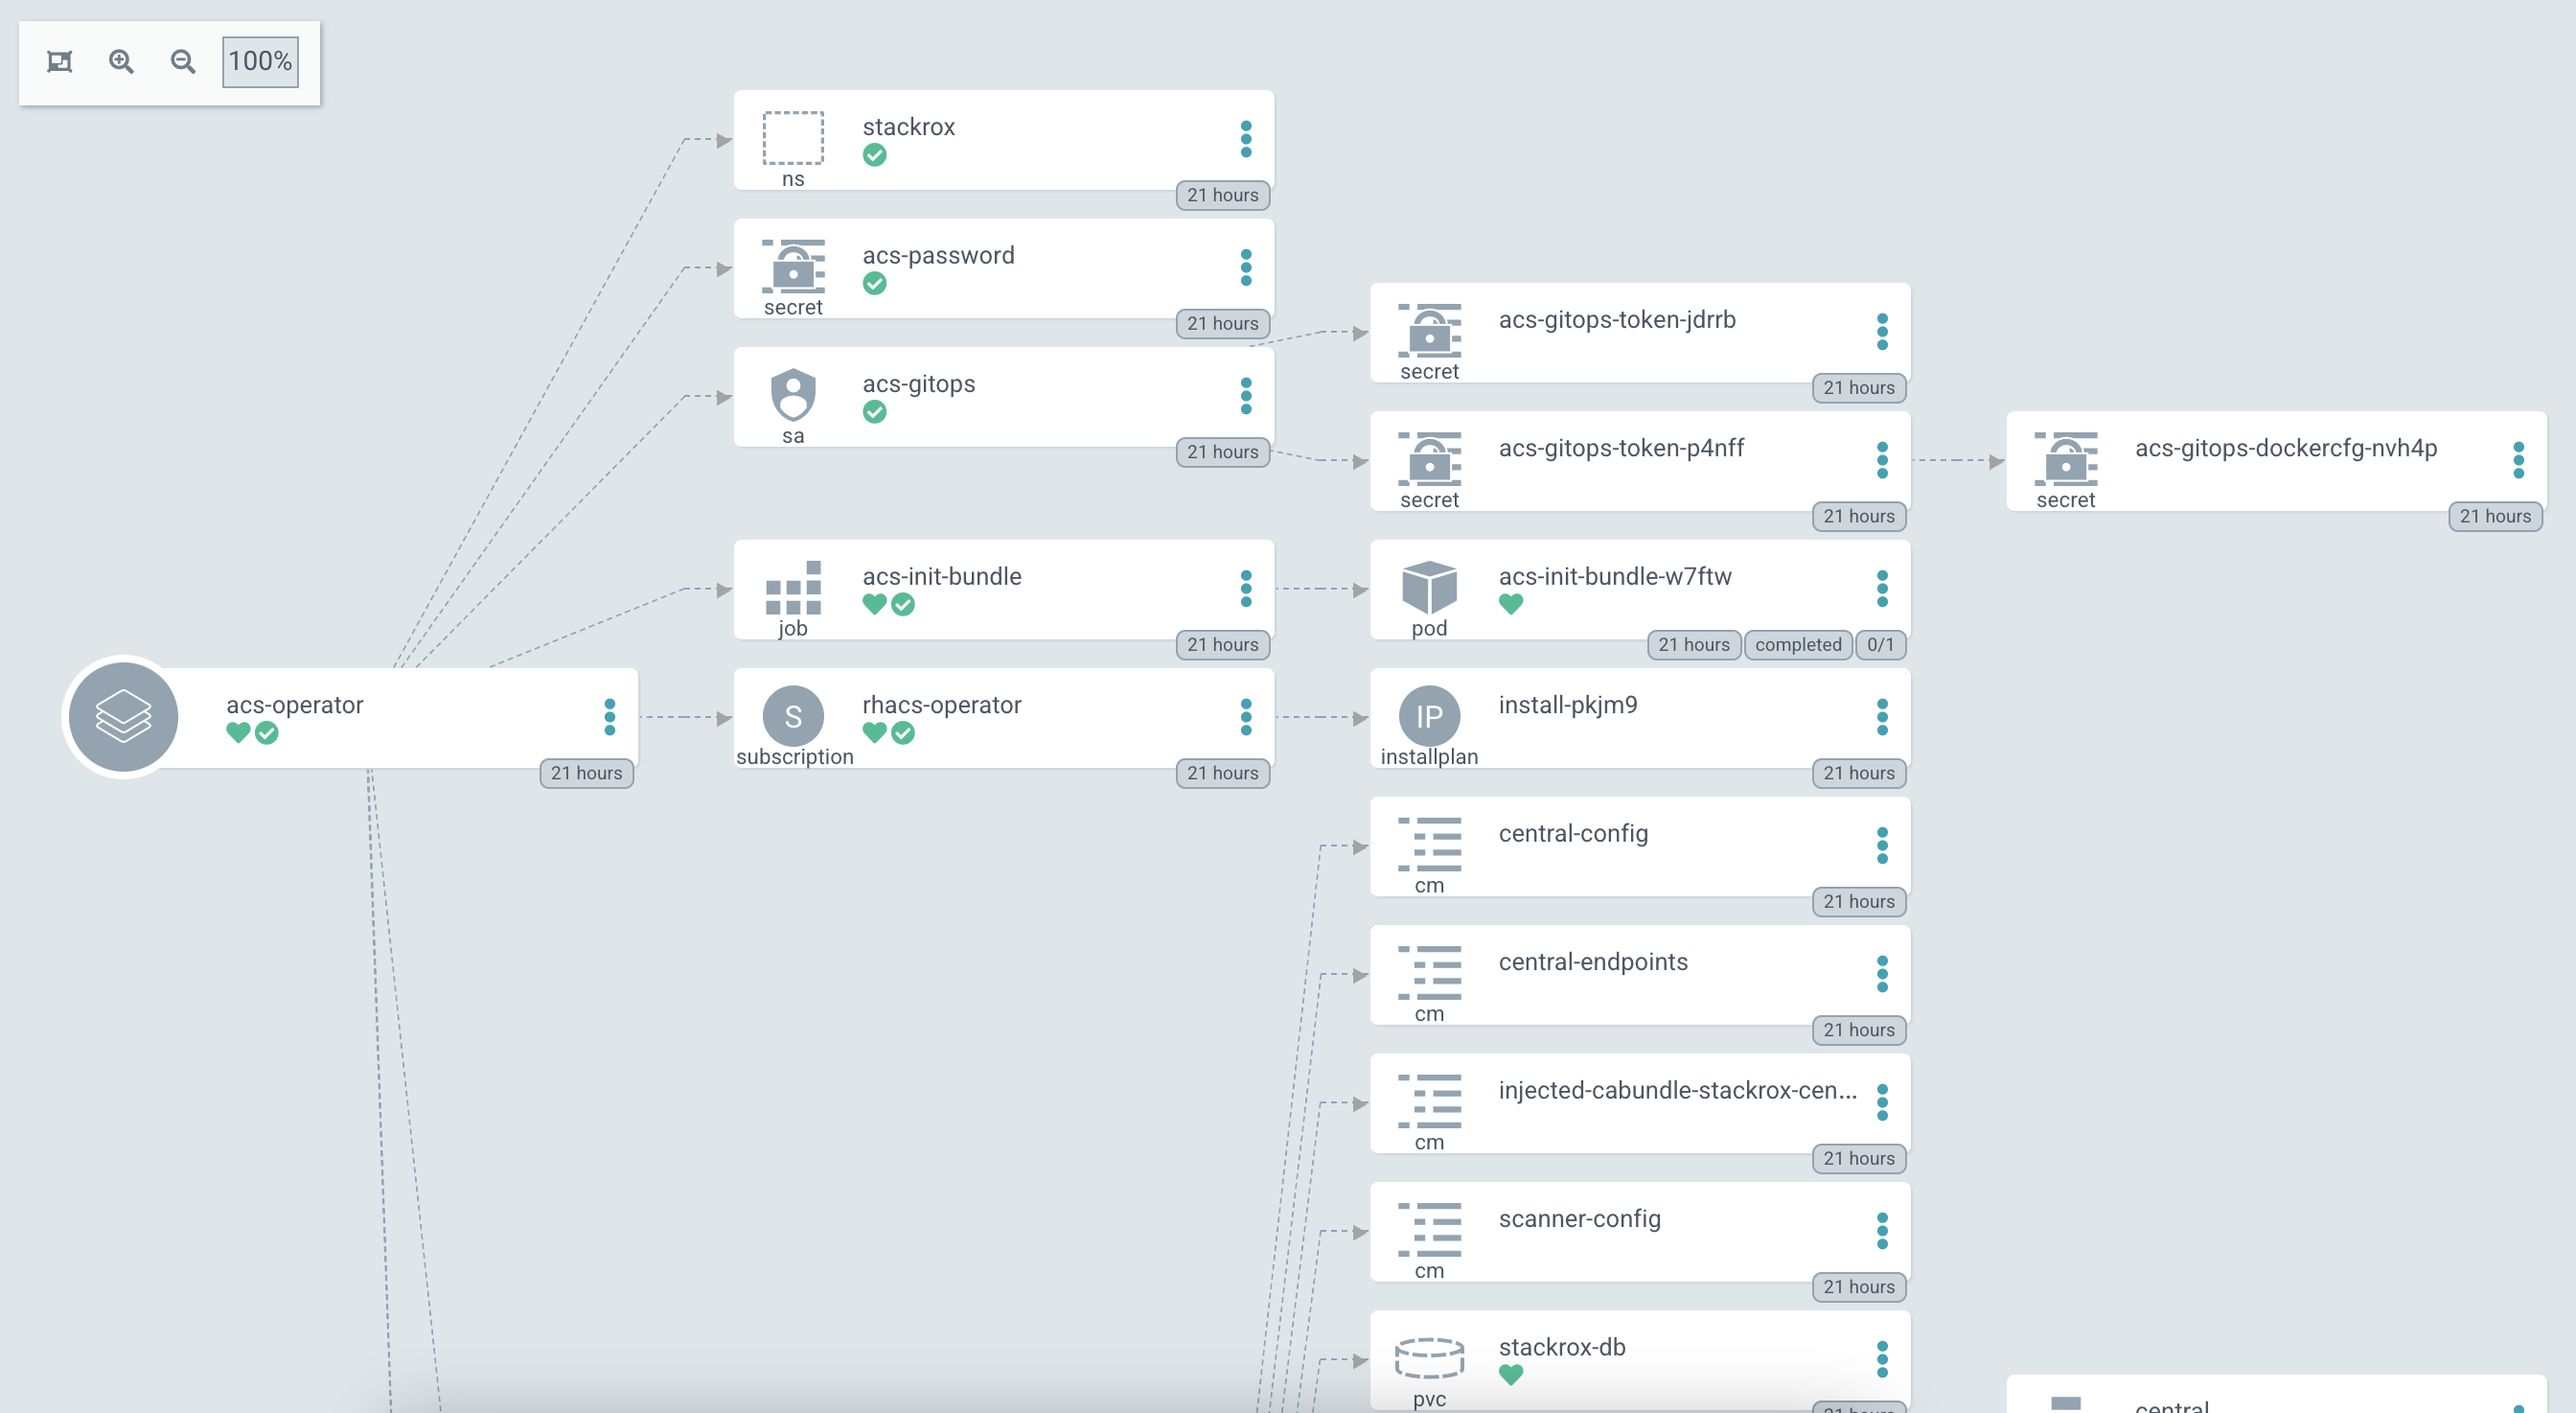 100%
stackrox
ns
21 hours
acs-password
secret
21 hours
acs-gitops
sa
21 hours
acs-gitops-token-jdrrb
secret
21 hours
acs-gitops-token-p4nff
secret
21 hours
acs-gitops-dockercfg-nvh4p
secret
21 hours
acs-init-bundle
job
21 hours
acs-init-bundle-w7ftw
pod
21 hours completed 0/1
acs-operator
21 hours
S
rhacs-operator
subscription
21 hours
IP
install-pkjm9
installplan
21 hours
central-config
cm
21 hours
central-endpoints
cm
21 hours
injected-cabundle-stackrox-cen...
cm
21 hours
scanner-config
cm
21 hours
stackrox-db
pvc
21 hours
central